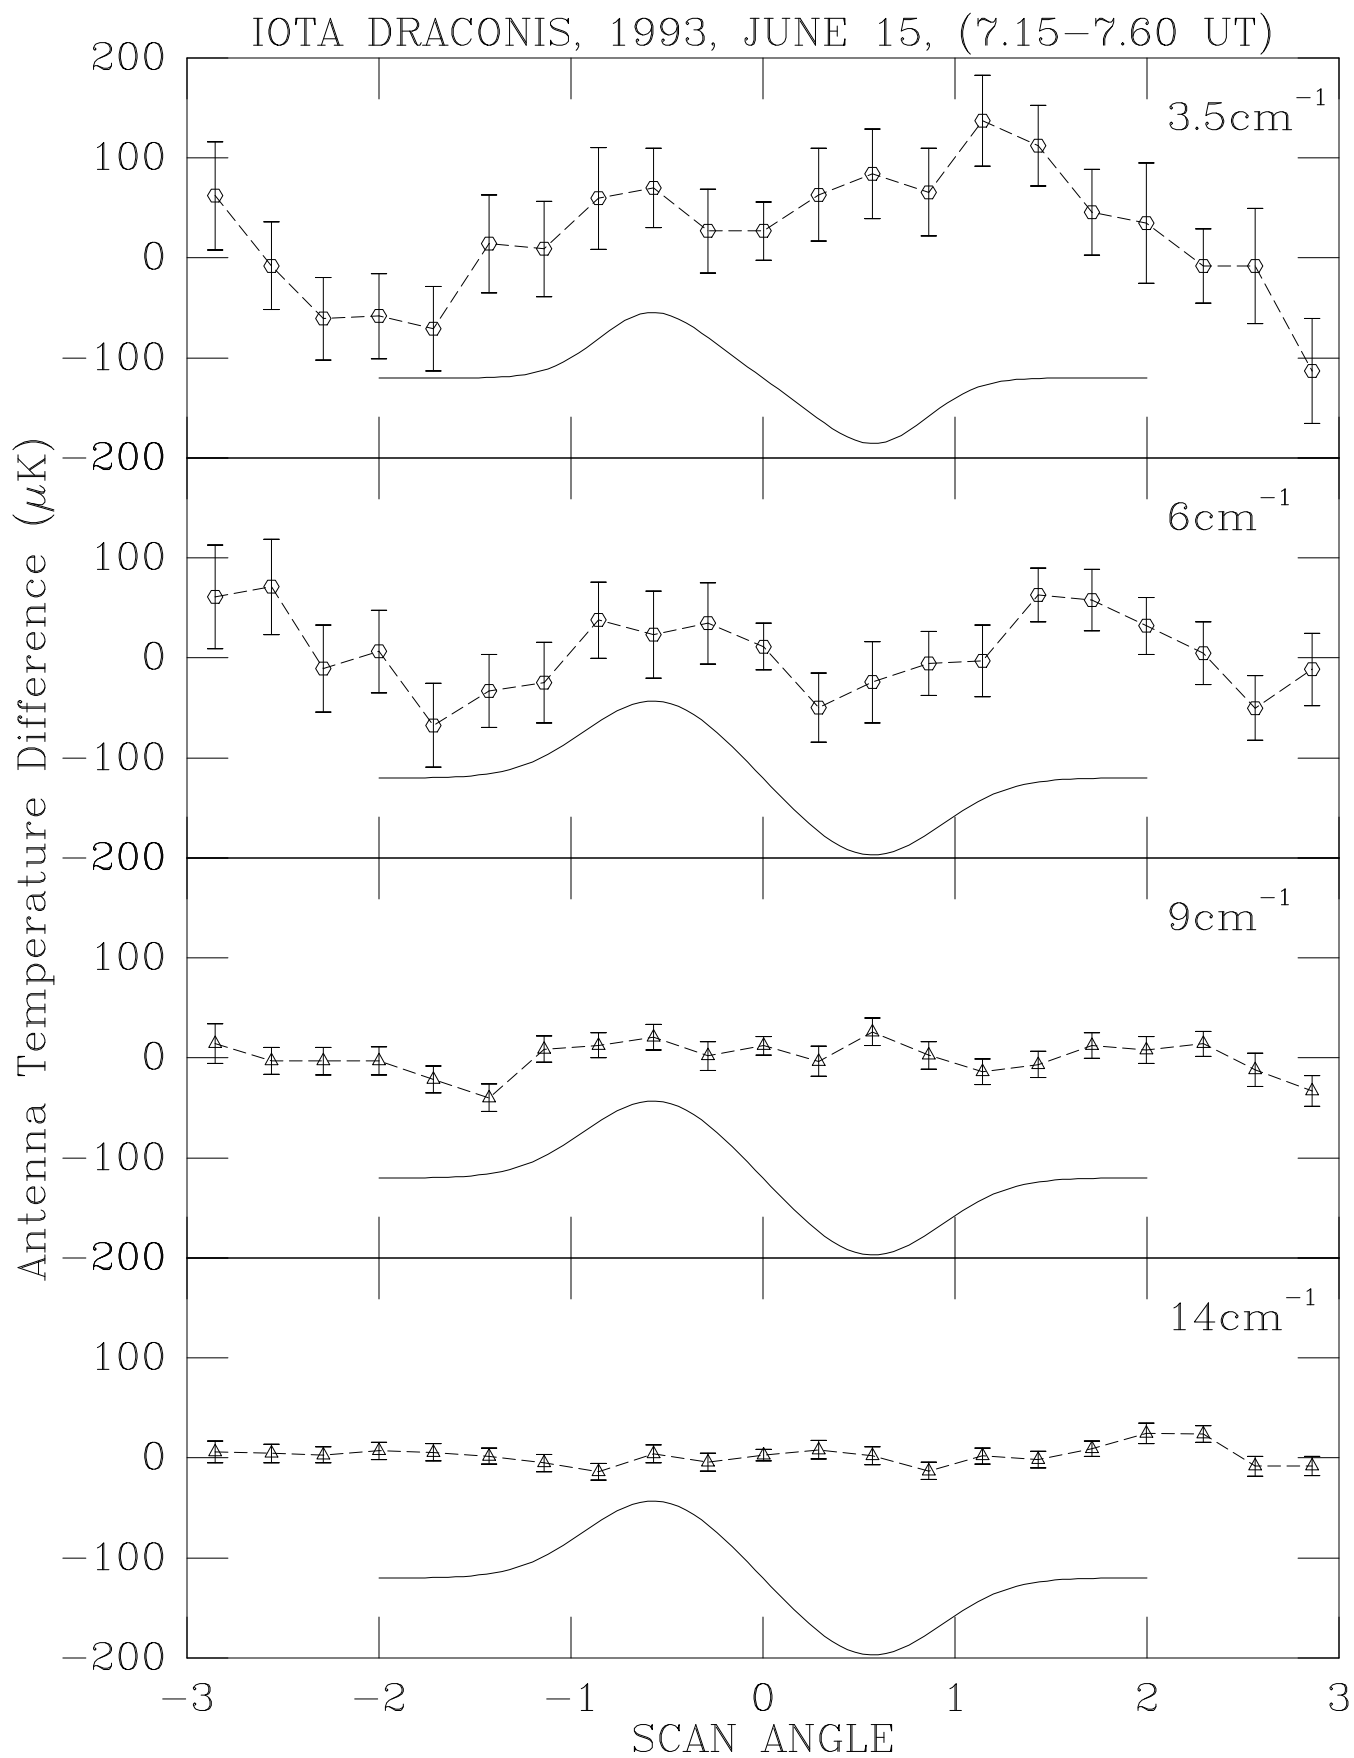 IOTA DRACONIS, 1993, JUNE 15, (7.15−7.60 UT)
Antenna Temperature Difference (μK)
200
3.5cm⁻¹
100
0
−100
−200
6cm⁻¹
100
0
−100
−200
9cm⁻¹
100
0
−100
−200
14cm⁻¹
100
0
−100
−200
−3 −2 −1 0 1 2 3
SCAN ANGLE